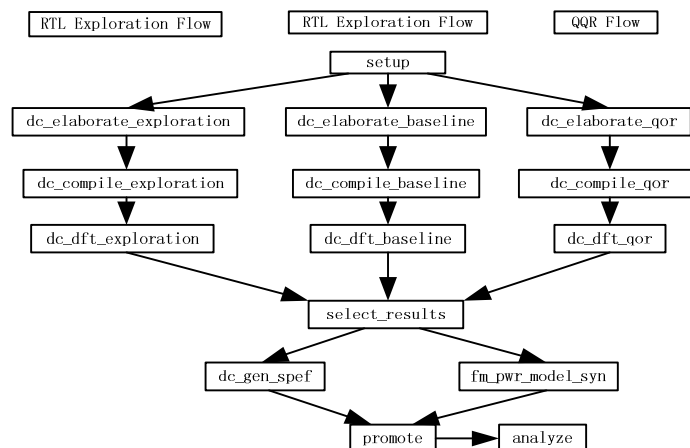 RTL Exploration Flow
RTL Exploration Flow
QQR Flow
setup
dc_elaborate_exploration
dc_elaborate_baseline
dc_elaborate_qor
dc_compile_exploration
dc_compile_baseline
dc_compile_qor
dc_dft_exploration
dc_dft_baseline
dc_dft_qor
select_results
dc_gen_spef
fm_pwr_model_syn
promote
analyze